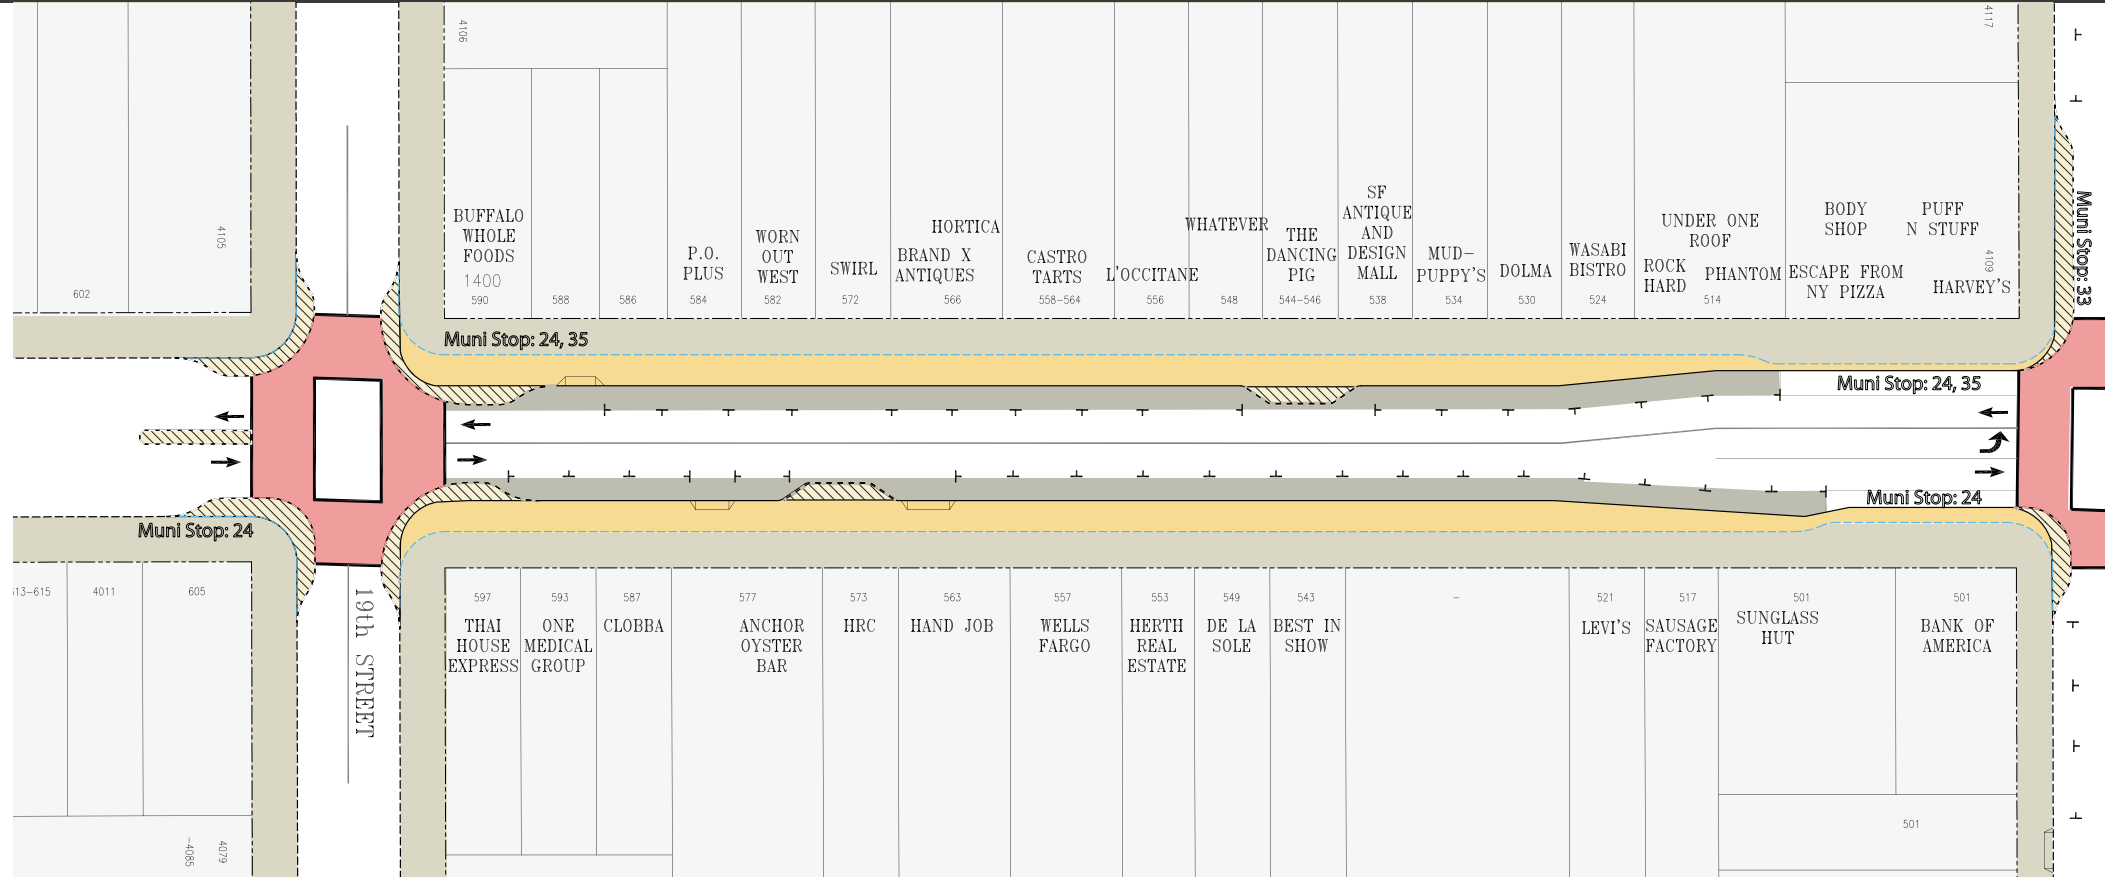 4106
4117
4105
602
BUFFALO
WHOLE
FOODS
1400
590
588
586
P.O.
PLUS
584
WORN
OUT
WEST
582
SWIRL
572
HORTICA
BRAND X
ANTIQUES
566
CASTRO
TARTS
558-564
L'OCCITANE
556
WHATEVER
548
THE
DANCING
PIG
544-546
SF
ANTIQUE
AND
DESIGN
MALL
538
MUD-
PUPPY'S
534
DOLMA
530
WASABI
BISTRO
524
UNDER ONE
ROOF
ROCK
HARD
PHANTOM
514
BODY
SHOP
PUFF
N STUFF
ESCAPE FROM
NY PIZZA
HARVEY'S
4109
Muni Stop: 33
Muni Stop: 24, 35
Muni Stop: 24, 35
Muni Stop: 24
Muni Stop: 24
613-615
4011
605
19th STREET
597
THAI
HOUSE
EXPRESS
593
ONE
MEDICAL
GROUP
587
CLOBBA
577
ANCHOR
OYSTER
BAR
573
HRC
563
HAND JOB
557
WELLS
FARGO
553
HERTH
REAL
ESTATE
549
DE LA
SOLE
543
BEST IN
SHOW
-
521
LEVI'S
517
SAUSAGE
FACTORY
501
SUNGLASS
HUT
501
BANK OF
AMERICA
501
-4085
4079